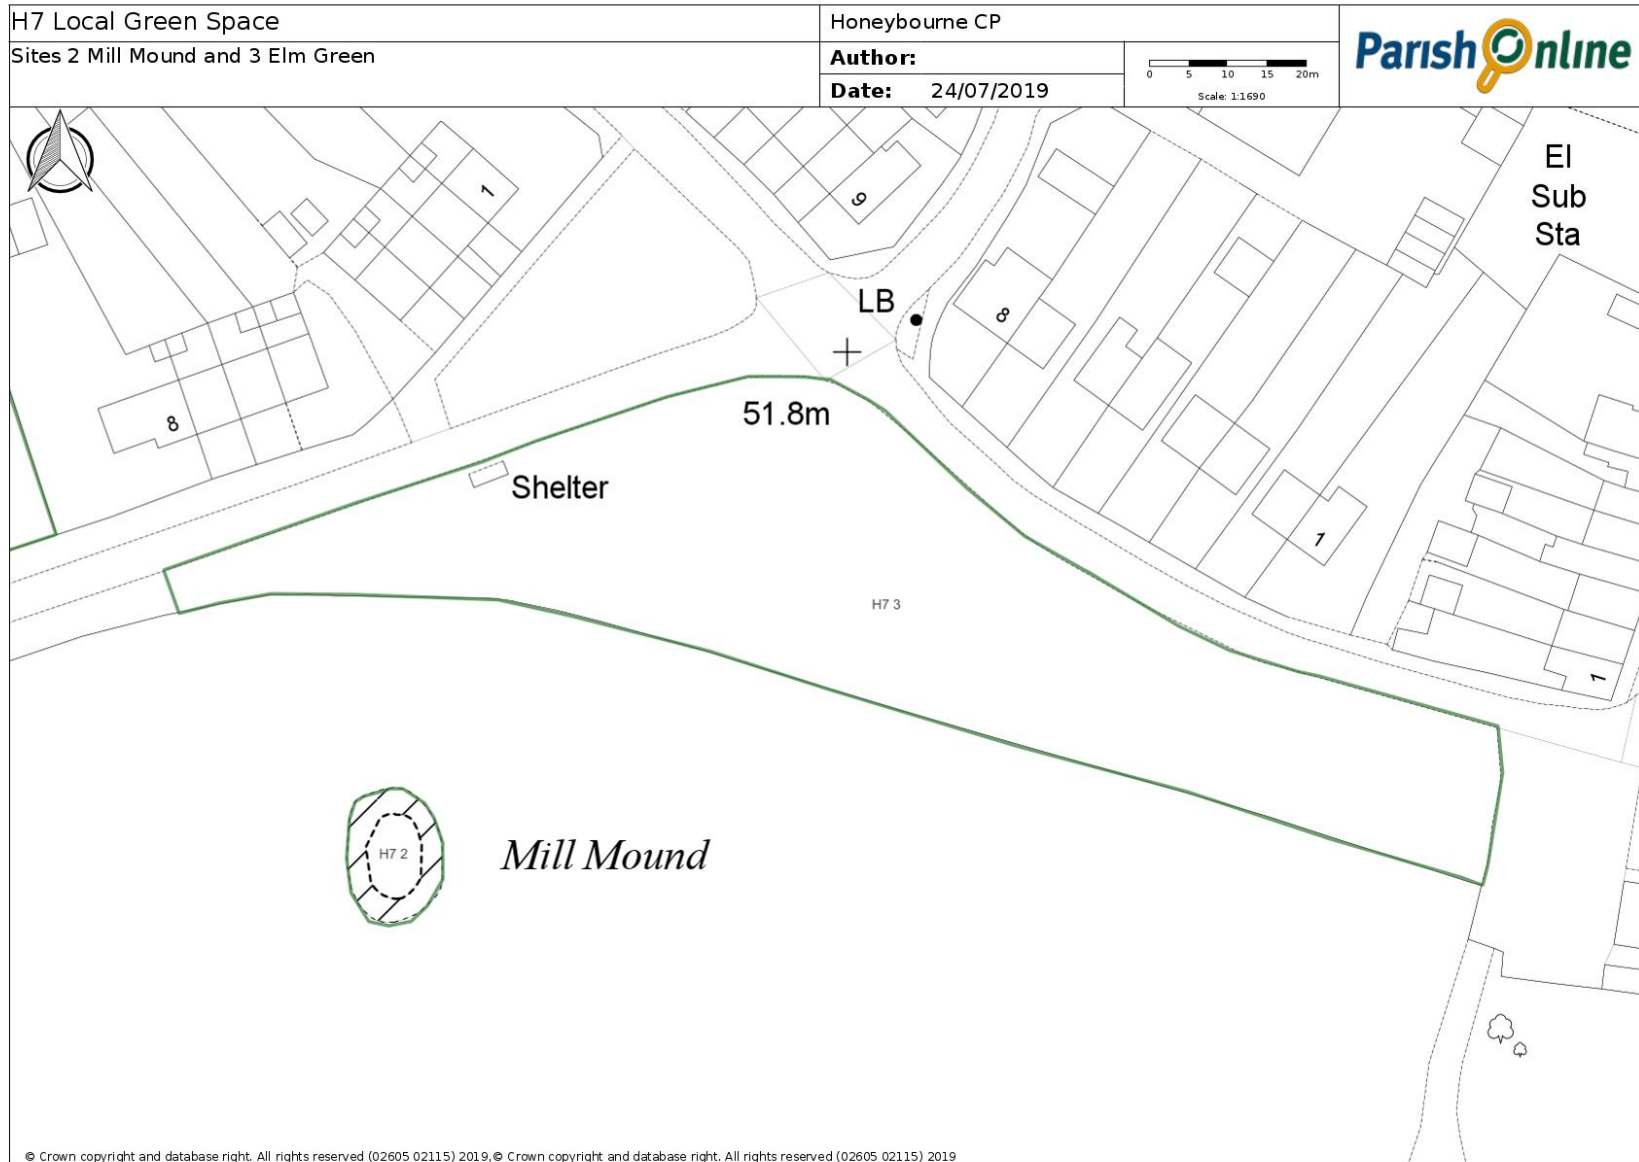 H7 Local Green Space
Sites 2 Mill Mound and 3 Elm Green
Honeybourne CP
Author:
Date: 24/07/2019
0 5 10 15 20m
Scale: 1:1690
Parish Online
El
Sub
Sta
1
9
LB
8
8
51.8m
Shelter
1
H7 3
1
H7 2
Mill Mound
© Crown copyright and database right. All rights reserved (02605 02115) 2019,© Crown copyright and database right. All rights reserved (02605 02115) 2019